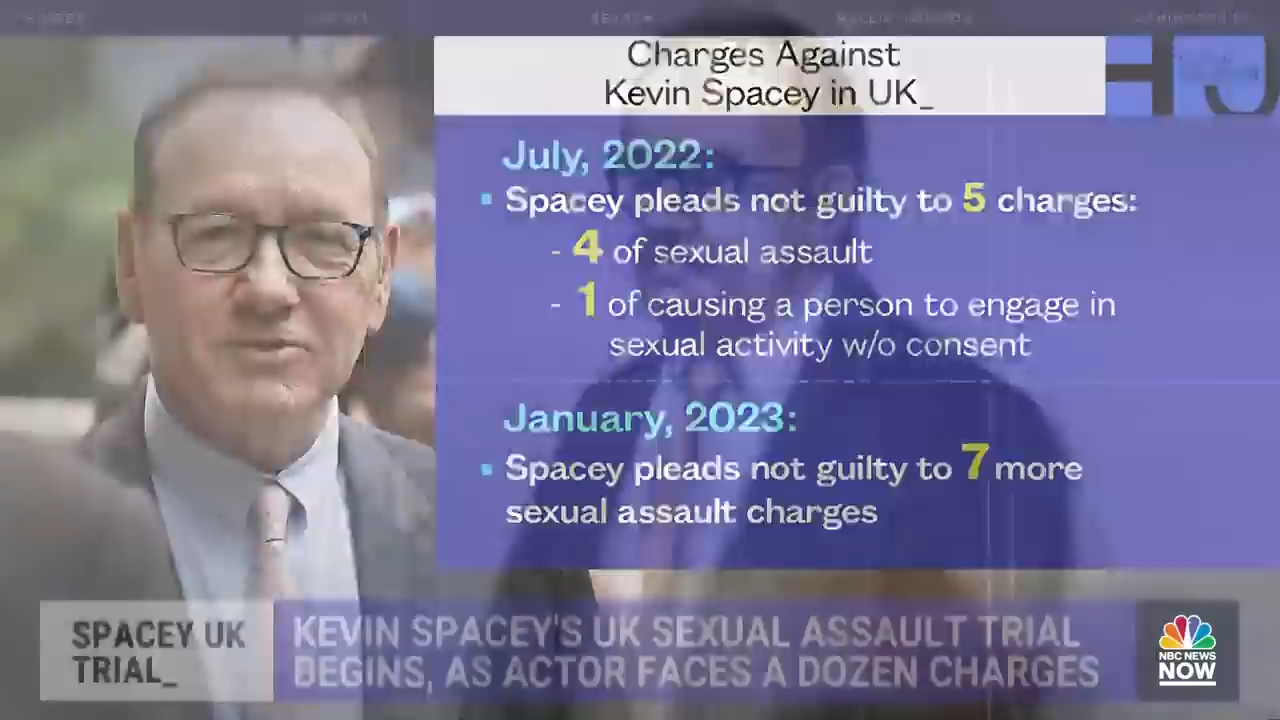 Charges Against
Kevin Spacey in UK_
July, 2022:
▪ Spacey pleads not guilty to 5 charges:
- 4 of sexual assault
- 1 of causing a person to engage in
sexual activity w/o consent
January, 2023:
▪ Spacey pleads not guilty to 7 more
sexual assault charges
SPACEY UK
TRIAL_
KEVIN SPACEY'S UK SEXUAL ASSAULT TRIAL
BEGINS, AS ACTOR FACES A DOZEN CHARGES
NBC NEWS
NOW